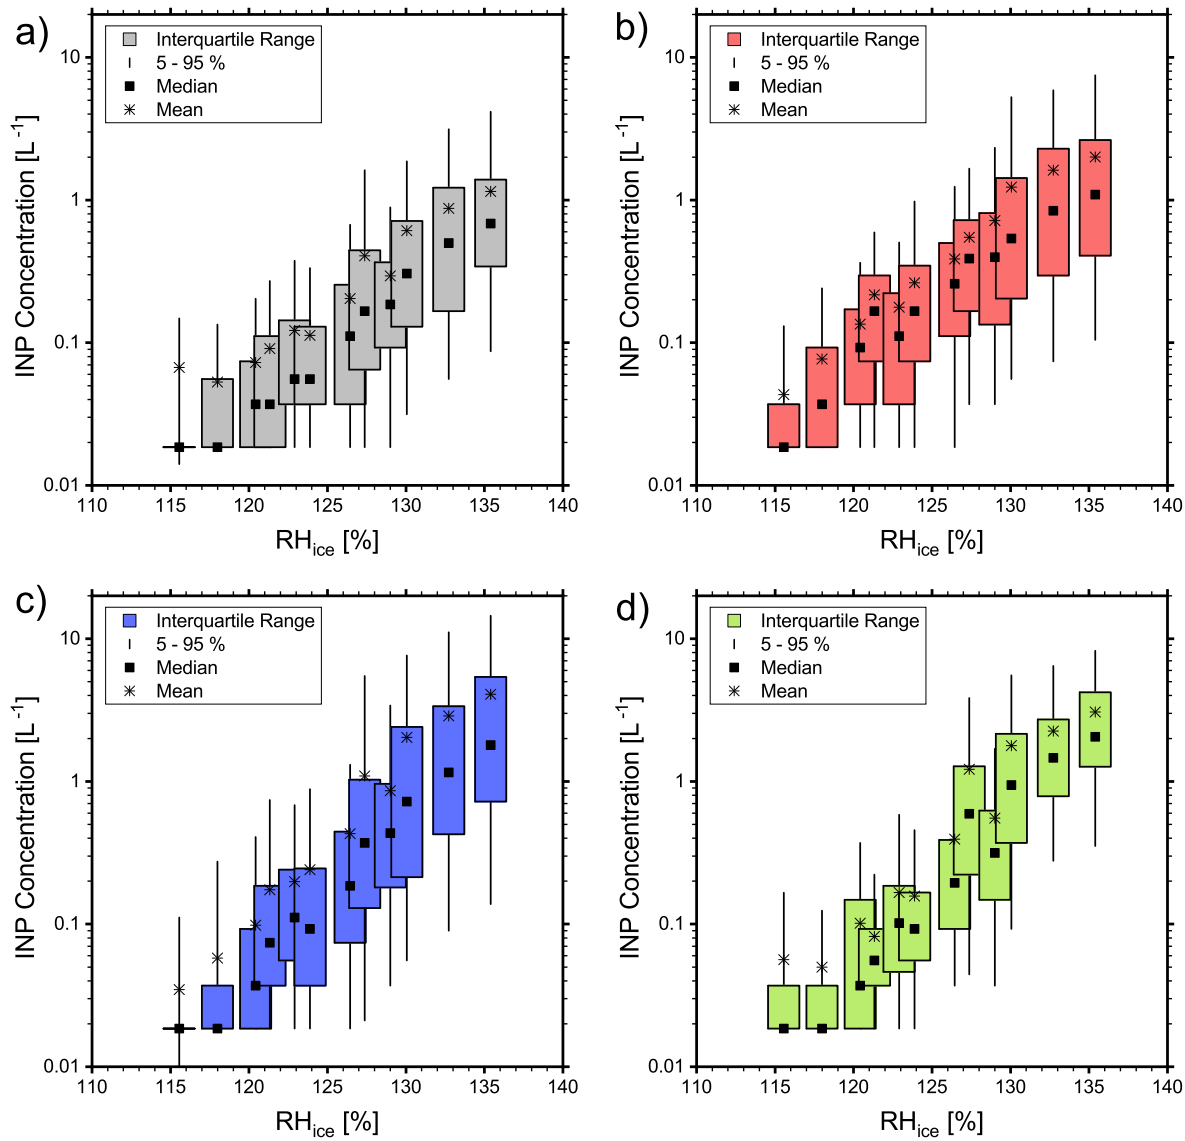 a)
Interquartile Range
5 - 95 %
Median
Mean
INP Concentration [L⁻¹]
10
1
0.1
0.01
110 115 120 125 130 135 140
RHice [%]
b)
Interquartile Range
5 - 95 %
Median
Mean
INP Concentration [L⁻¹]
10
1
0.1
0.01
110 115 120 125 130 135 140
RHice [%]
c)
Interquartile Range
5 - 95 %
Median
Mean
INP Concentration [L⁻¹]
10
1
0.1
0.01
110 115 120 125 130 135 140
RHice [%]
d)
Interquartile Range
5 - 95 %
Median
Mean
INP Concentration [L⁻¹]
10
1
0.1
0.01
110 115 120 125 130 135 140
RHice [%]